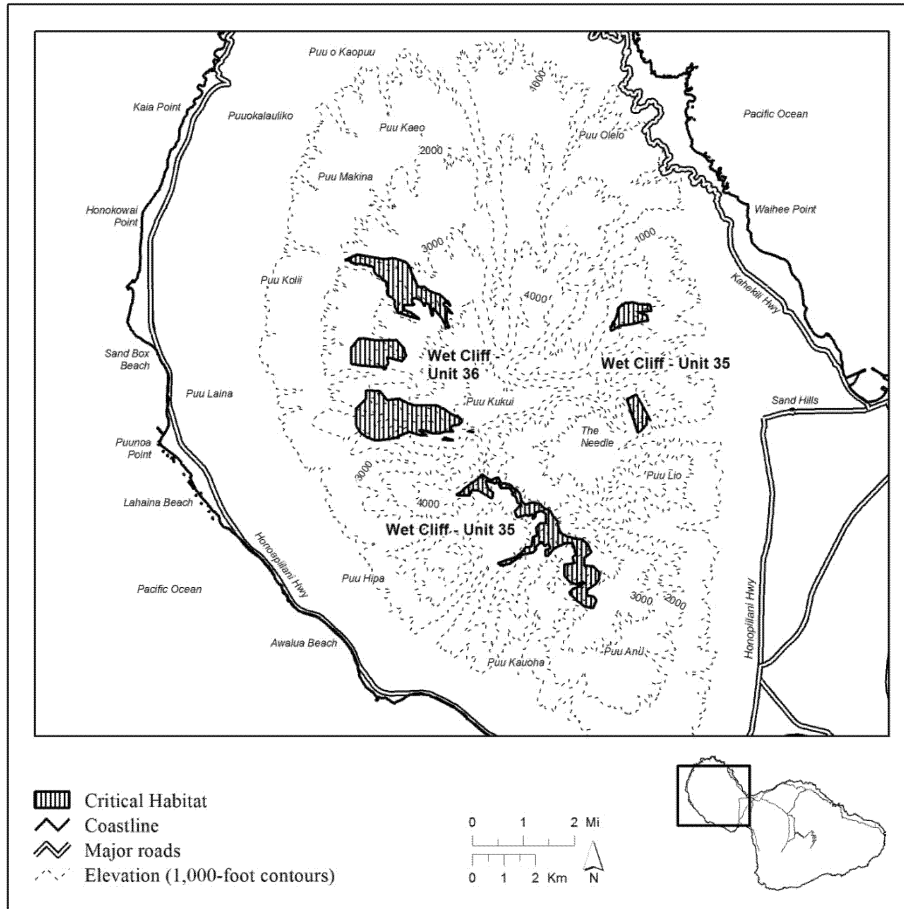 Puu o Kaopuu
Kaia Point
Puuokalauliko
Puu Kaeo
4000
Puu Olelo
Pacific Ocean
2000
Puu Makina
Honokowai
Point
Waihee Point
3000
1000
Puu Kolii
Kahekili Hwy
4000
Sand Box
Beach
Wet Cliff -
Unit 36
Wet Cliff - Unit 35
Puu Laina
Puu Kukui
Sand Hills
Puunoa
Point
The
Needle
3000
Puu Lio
Lahaina Beach
4000
Wet Cliff - Unit 35
Honoapiilani Hwy
Puu Hipa
Pacific Ocean
3000
2000
Honopiilani Hwy
Awalua Beach
Puu Kauoha
Puu Anu
Critical Habitat
Coastline
Major roads
Elevation (1,000-foot contours)
0 1 2 Mi
0 1 2 Km
N